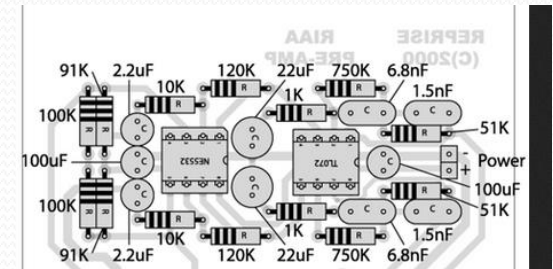 RIAA
PRE-AMP
REPRISE
(C)2000
91K 2.2uF 120K 22uF 750K 6.8nF
10K 1K 1.5nF
100K
51K
NE5532 TL072
100uF
- Power
+
100uF
100K
51K
10K 1K 1.5nF
91K 2.2uF 120K 22uF 750K 6.8nF